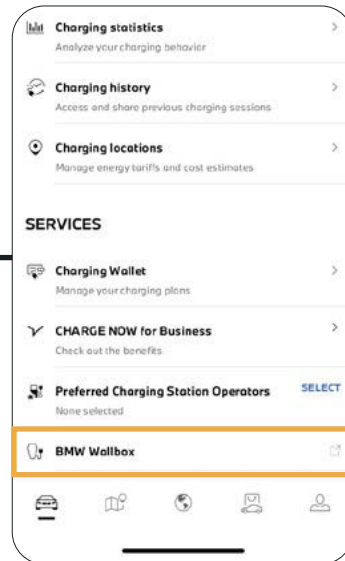 Charging statistics
Analyze your charging behavior
Charging history
Access and share previous charging sessions
Charging locations
Manage energy tariffs and cost estimates
SERVICES
Charging Wallet
Manage your charging plans
CHARGE NOW for Business
Check out the benefits
Preferred Charging Station Operators SELECT
None selected
BMW Wallbox